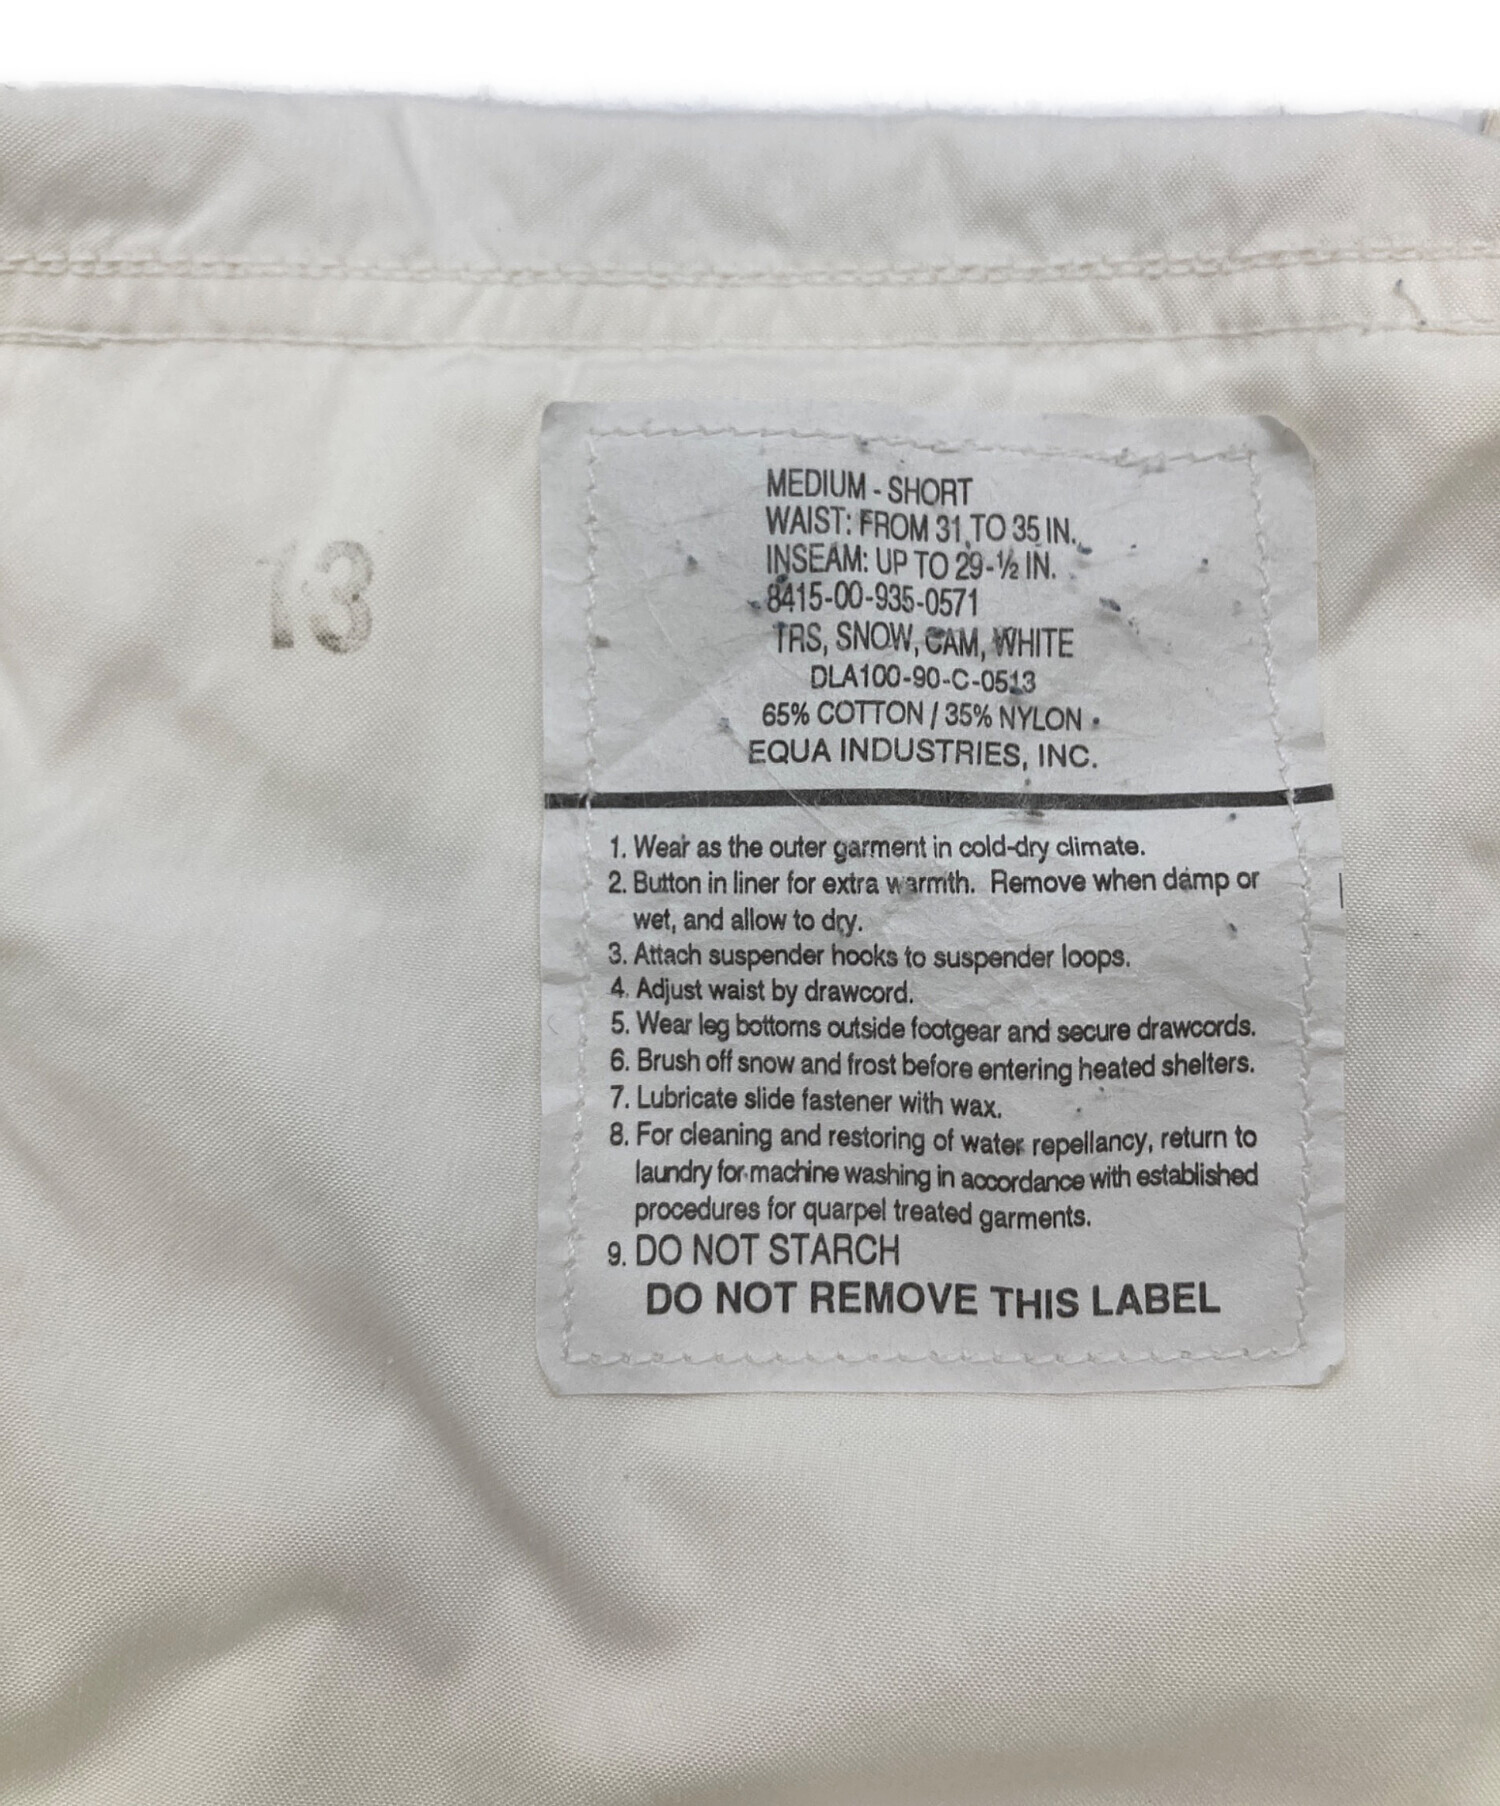 13
MEDIUM - SHORT
WAIST: FROM 31 TO 35 IN.
INSEAM: UP TO 29-½ IN.
8415-00-935-0571
TRS, SNOW, CAM, WHITE
DLA100-90-C-0513
65% COTTON / 35% NYLON
EQUA INDUSTRIES, INC.
1. Wear as the outer garment in cold-dry climate.
2. Button in liner for extra warmth. Remove when damp or
wet, and allow to dry.
3. Attach suspender hooks to suspender loops.
4. Adjust waist by drawcord.
5. Wear leg bottoms outside footgear and secure drawcords.
6. Brush off snow and frost before entering heated shelters.
7. Lubricate slide fastener with wax.
8. For cleaning and restoring of water repellancy, return to
laundry for machine washing in accordance with established
procedures for quarpel treated garments.
9. DO NOT STARCH
DO NOT REMOVE THIS LABEL